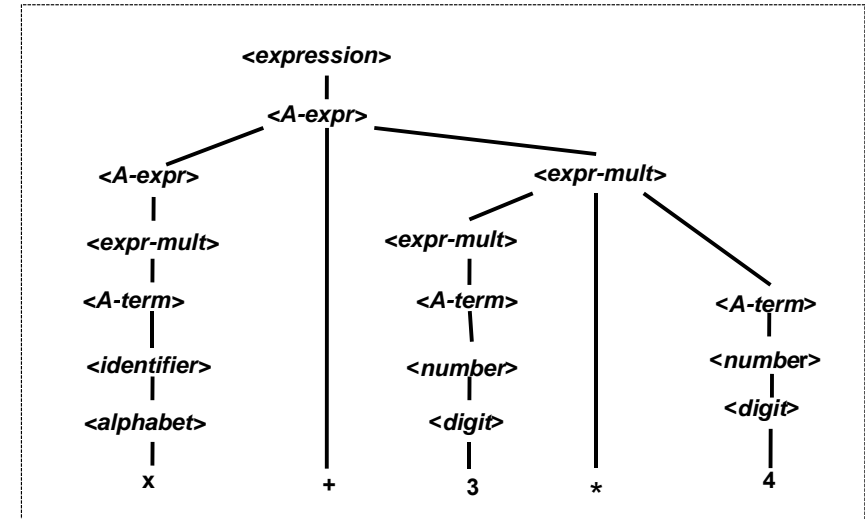 <expression>
<A-expr>
<A-expr> <expr-mult>
<expr-mult> <expr-mult>
<A-term> <A-term> <A-term>
<identifier> <number> <number>
<alphabet> <digit> <digit>
x + 3 * 4